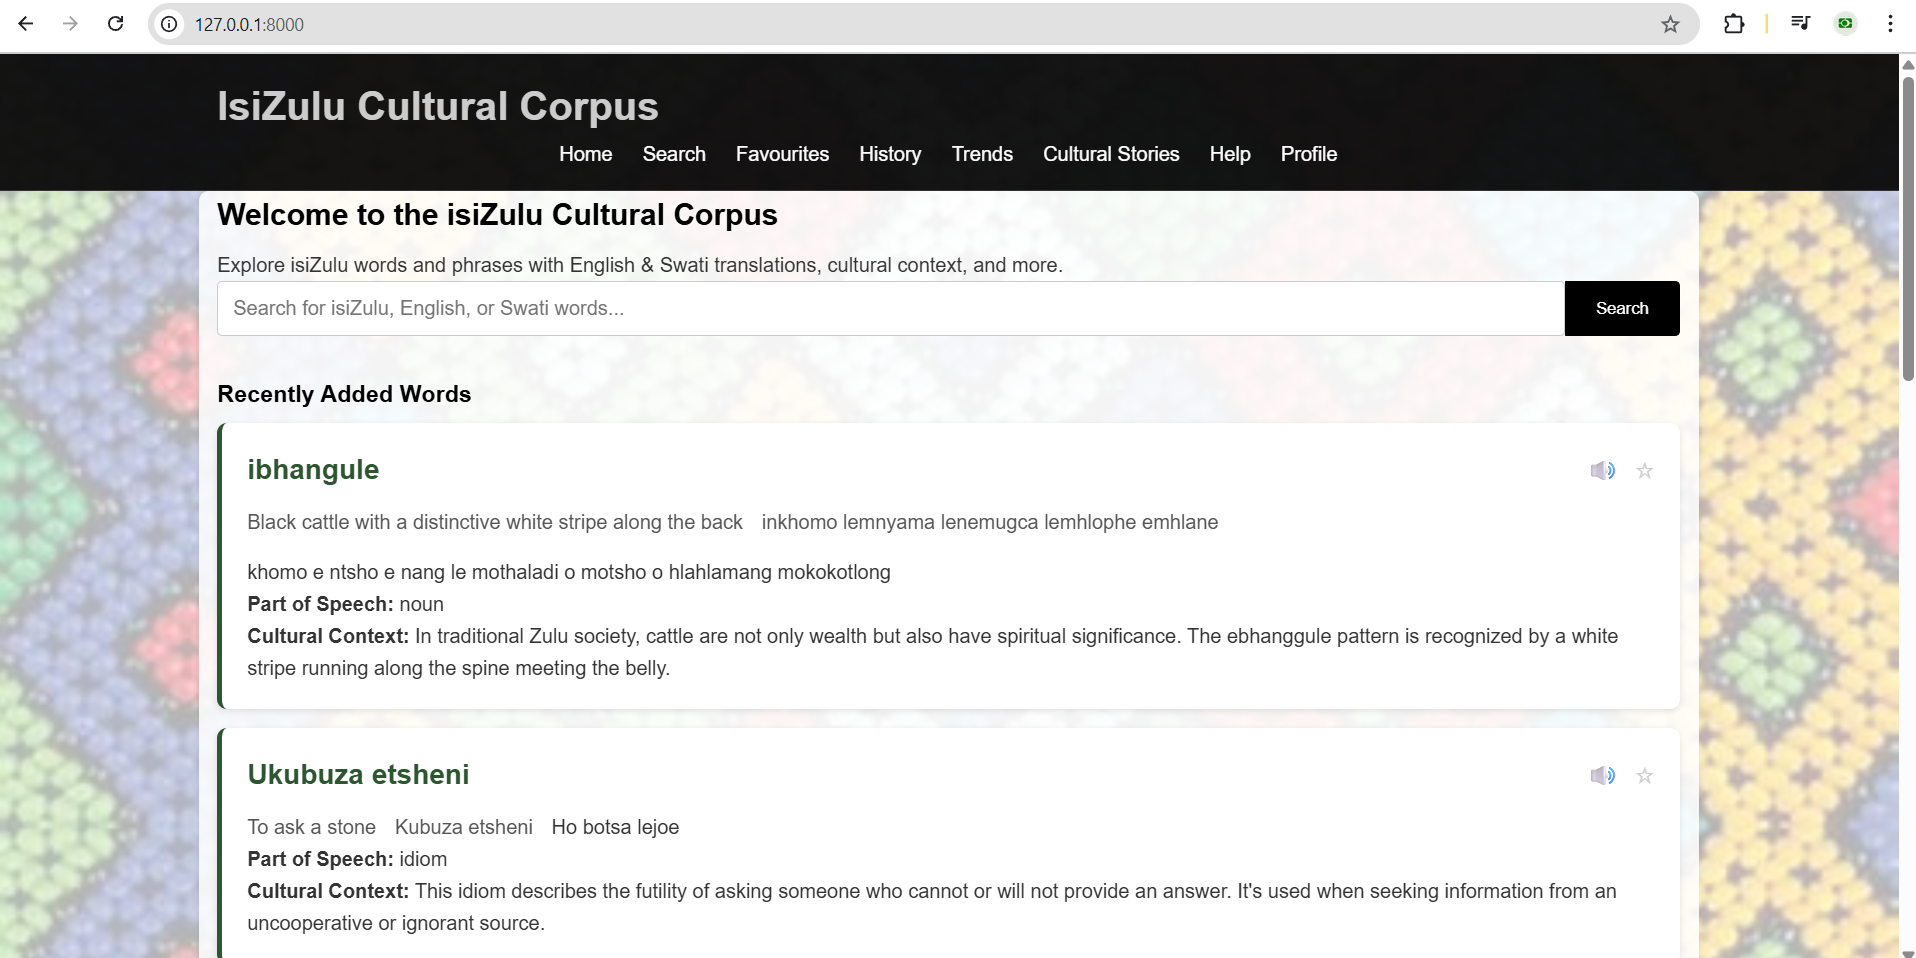 127.0.0.1:8000
IsiZulu Cultural Corpus
Home Search Favourites History Trends Cultural Stories Help Profile
Welcome to the isiZulu Cultural Corpus
Explore isiZulu words and phrases with English & Swati translations, cultural context, and more.
Search for isiZulu, English, or Swati words... Search
Recently Added Words
ibhangule
Black cattle with a distinctive white stripe along the back inkhomo lemnyama lenemugca lemhlophe emhlane
khomo e ntsho e nang le mothaladi o motsho o hlahlamang mokokotlong
Part of Speech: noun
Cultural Context: In traditional Zulu society, cattle are not only wealth but also have spiritual significance. The ebhanggule pattern is recognized by a white
stripe running along the spine meeting the belly.
Ukubuza etsheni
To ask a stone Kubuza etsheni Ho botsa lejoe
Part of Speech: idiom
Cultural Context: This idiom describes the futility of asking someone who cannot or will not provide an answer. It's used when seeking information from an
uncooperative or ignorant source.